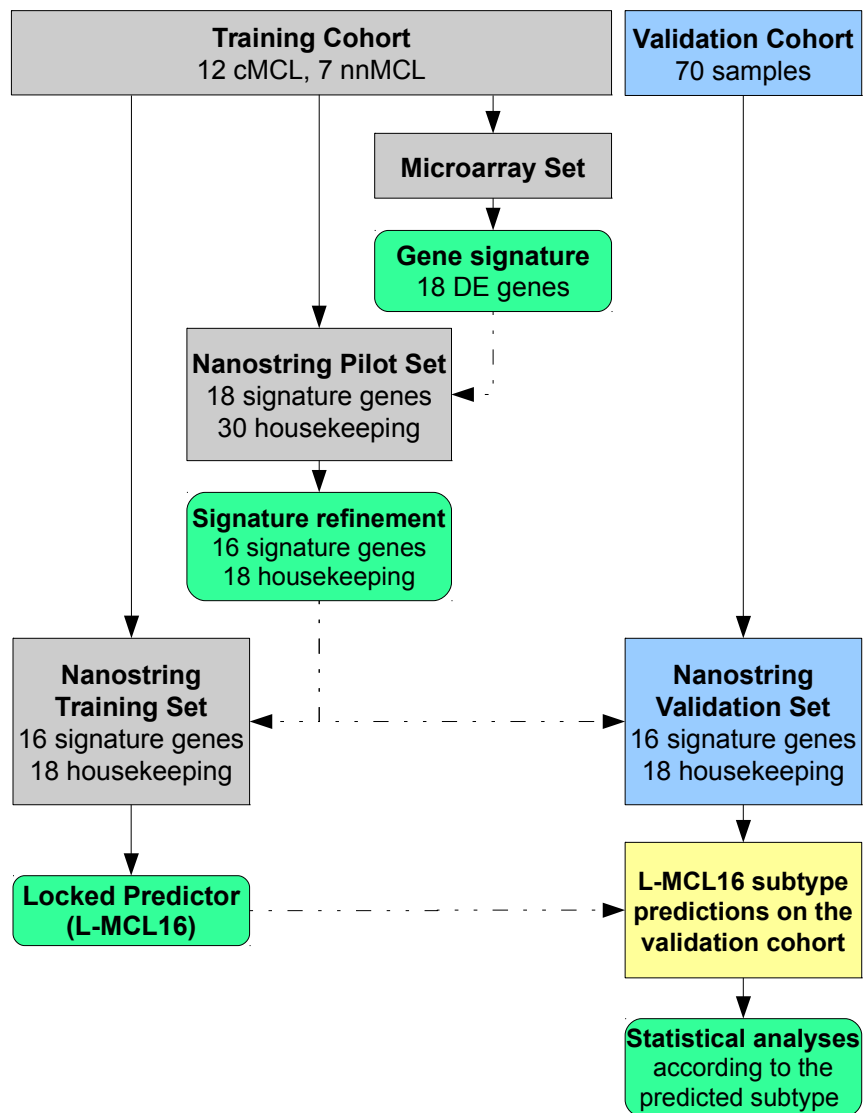 Training Cohort
12 cMCL, 7 nnMCL
Validation Cohort
70 samples
Microarray Set
Gene signature
18 DE genes
Nanostring Pilot Set
18 signature genes
30 housekeeping
Signature refinement
16 signature genes
18 housekeeping
Nanostring
Training Set
16 signature genes
18 housekeeping
Nanostring
Validation Set
16 signature genes
18 housekeeping
Locked Predictor
(L-MCL16)
L-MCL16 subtype
predictions on the
validation cohort
Statistical analyses
according to the
predicted subtype